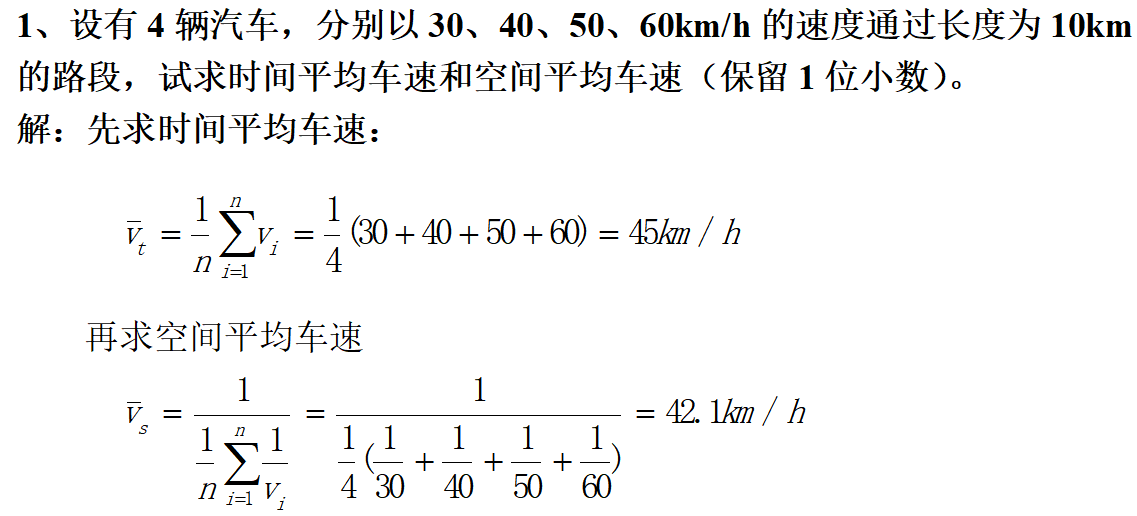 1、设有 4 辆汽车，分别以 30、40、50、60km/h 的速度通过长度为 10km
的路段，试求时间平均车速和空间平均车速（保留 1 位小数）。
解：先求时间平均车速：
v̄_t = \frac{1}{n} \sum_{i=1}^{n} v_i = \frac{1}{4} (30 + 40 + 50 + 60) = 45km / h
再求空间平均车速
v̄_s = \frac{1}{\frac{1}{n} \sum_{i=1}^{n} \frac{1}{v_i}} = \frac{1}{\frac{1}{4} (\frac{1}{30} + \frac{1}{40} + \frac{1}{50} + \frac{1}{60})} = 42.1km / h